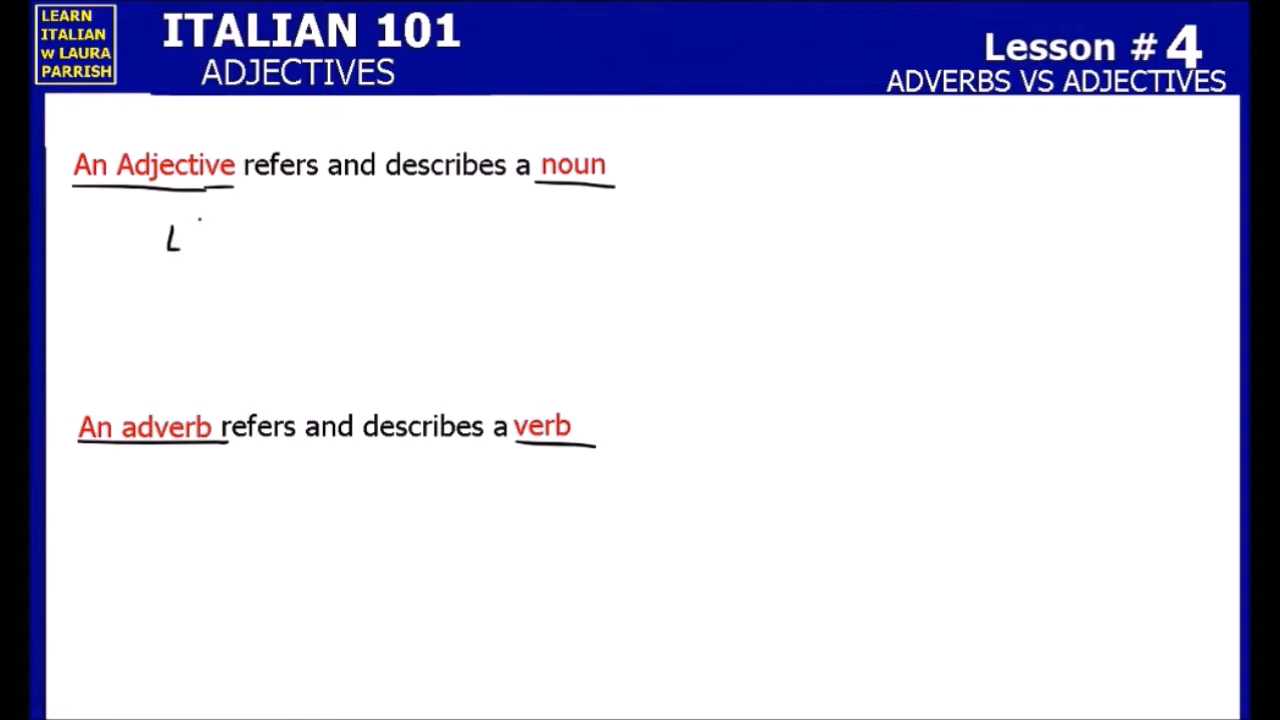 LEARN
ITALIAN
w LAURA
PARRISH
ITALIAN 101
ADJECTIVES
Lesson # 4
ADVERBS VS ADJECTIVES
An Adjective refers and describes a noun
L
An adverb refers and describes a verb